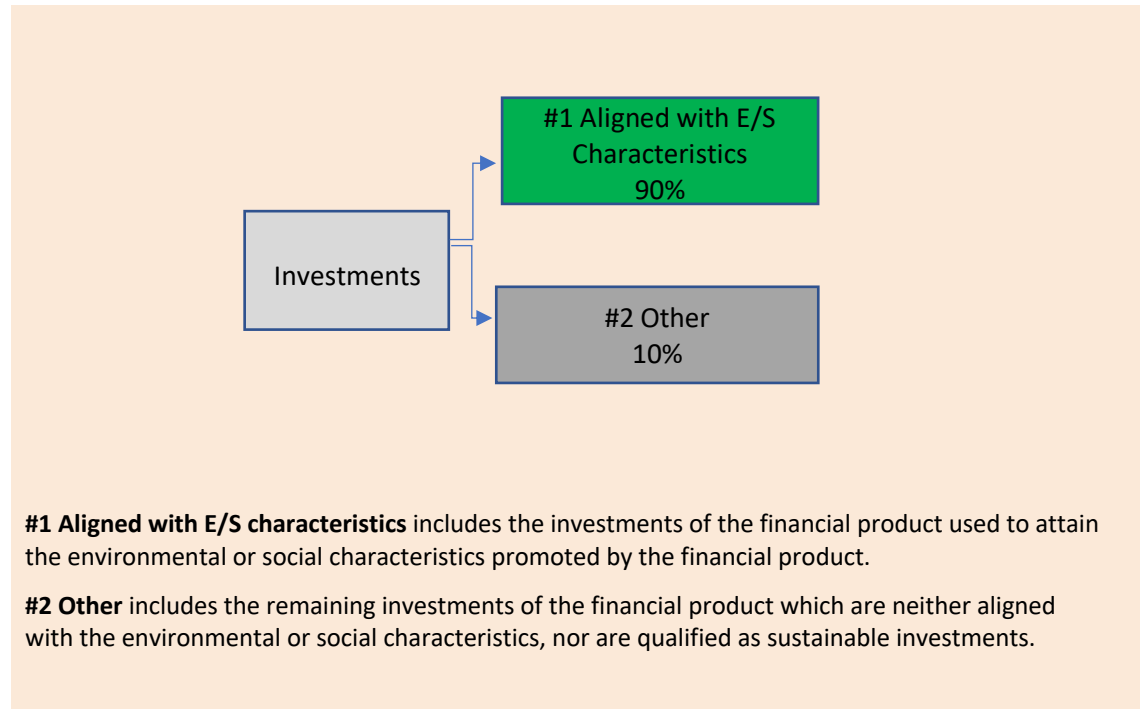 #1 Aligned with E/S
Characteristics
90%
Investments
#2 Other
10%
#1 Aligned with E/S characteristics includes the investments of the financial product used to attain
the environmental or social characteristics promoted by the financial product.
#2 Other includes the remaining investments of the financial product which are neither aligned
with the environmental or social characteristics, nor are qualified as sustainable investments.